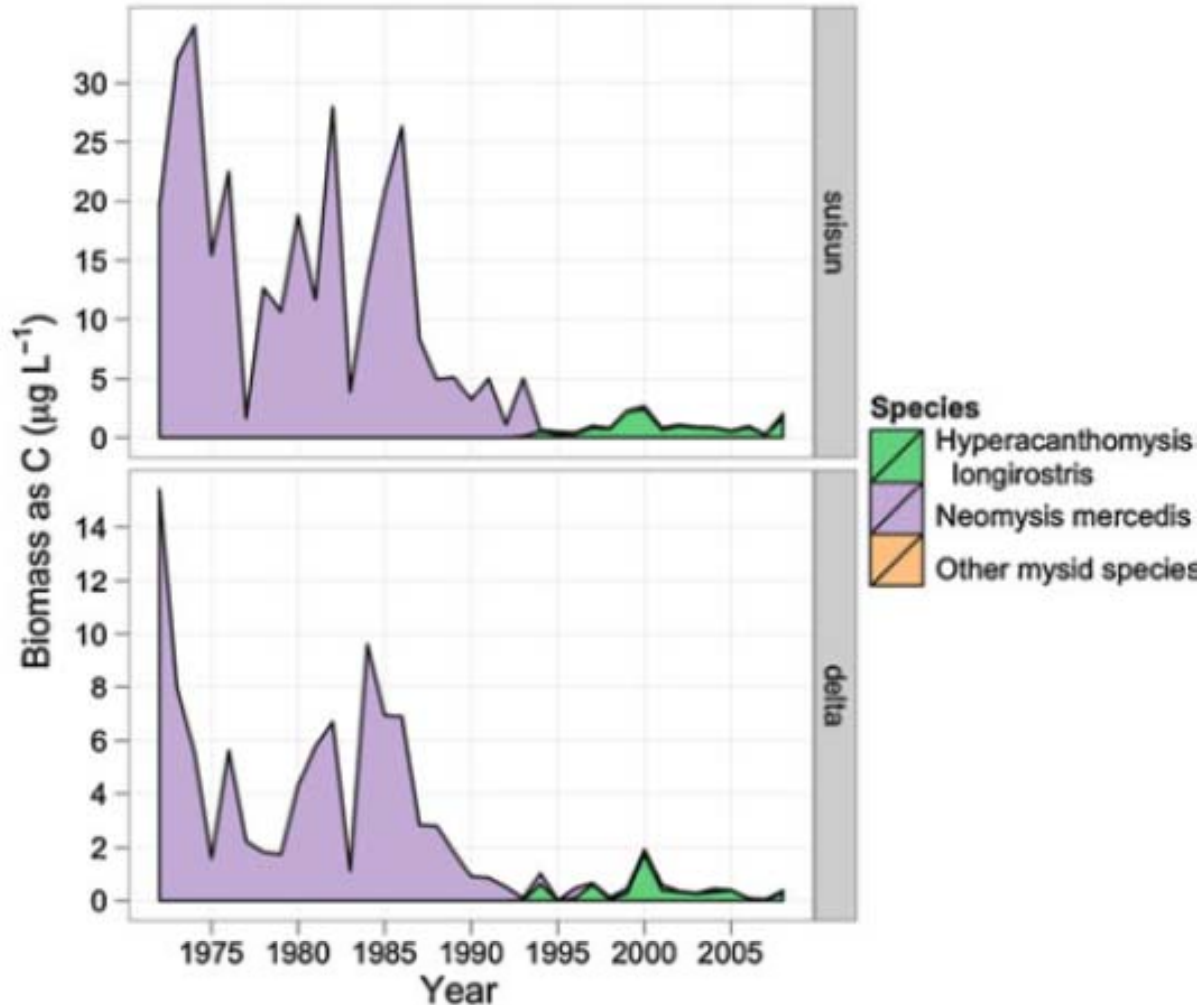 Biomass as C (µg L⁻¹)
30
25
20
15
10
5
0
suisun
14
12
10
8
6
4
2
0
delta
1975 1980 1985 1990 1995 2000 2005
Year
Species
Hyperacanthomysis
longirostris
Neomysis mercedis
Other mysid species